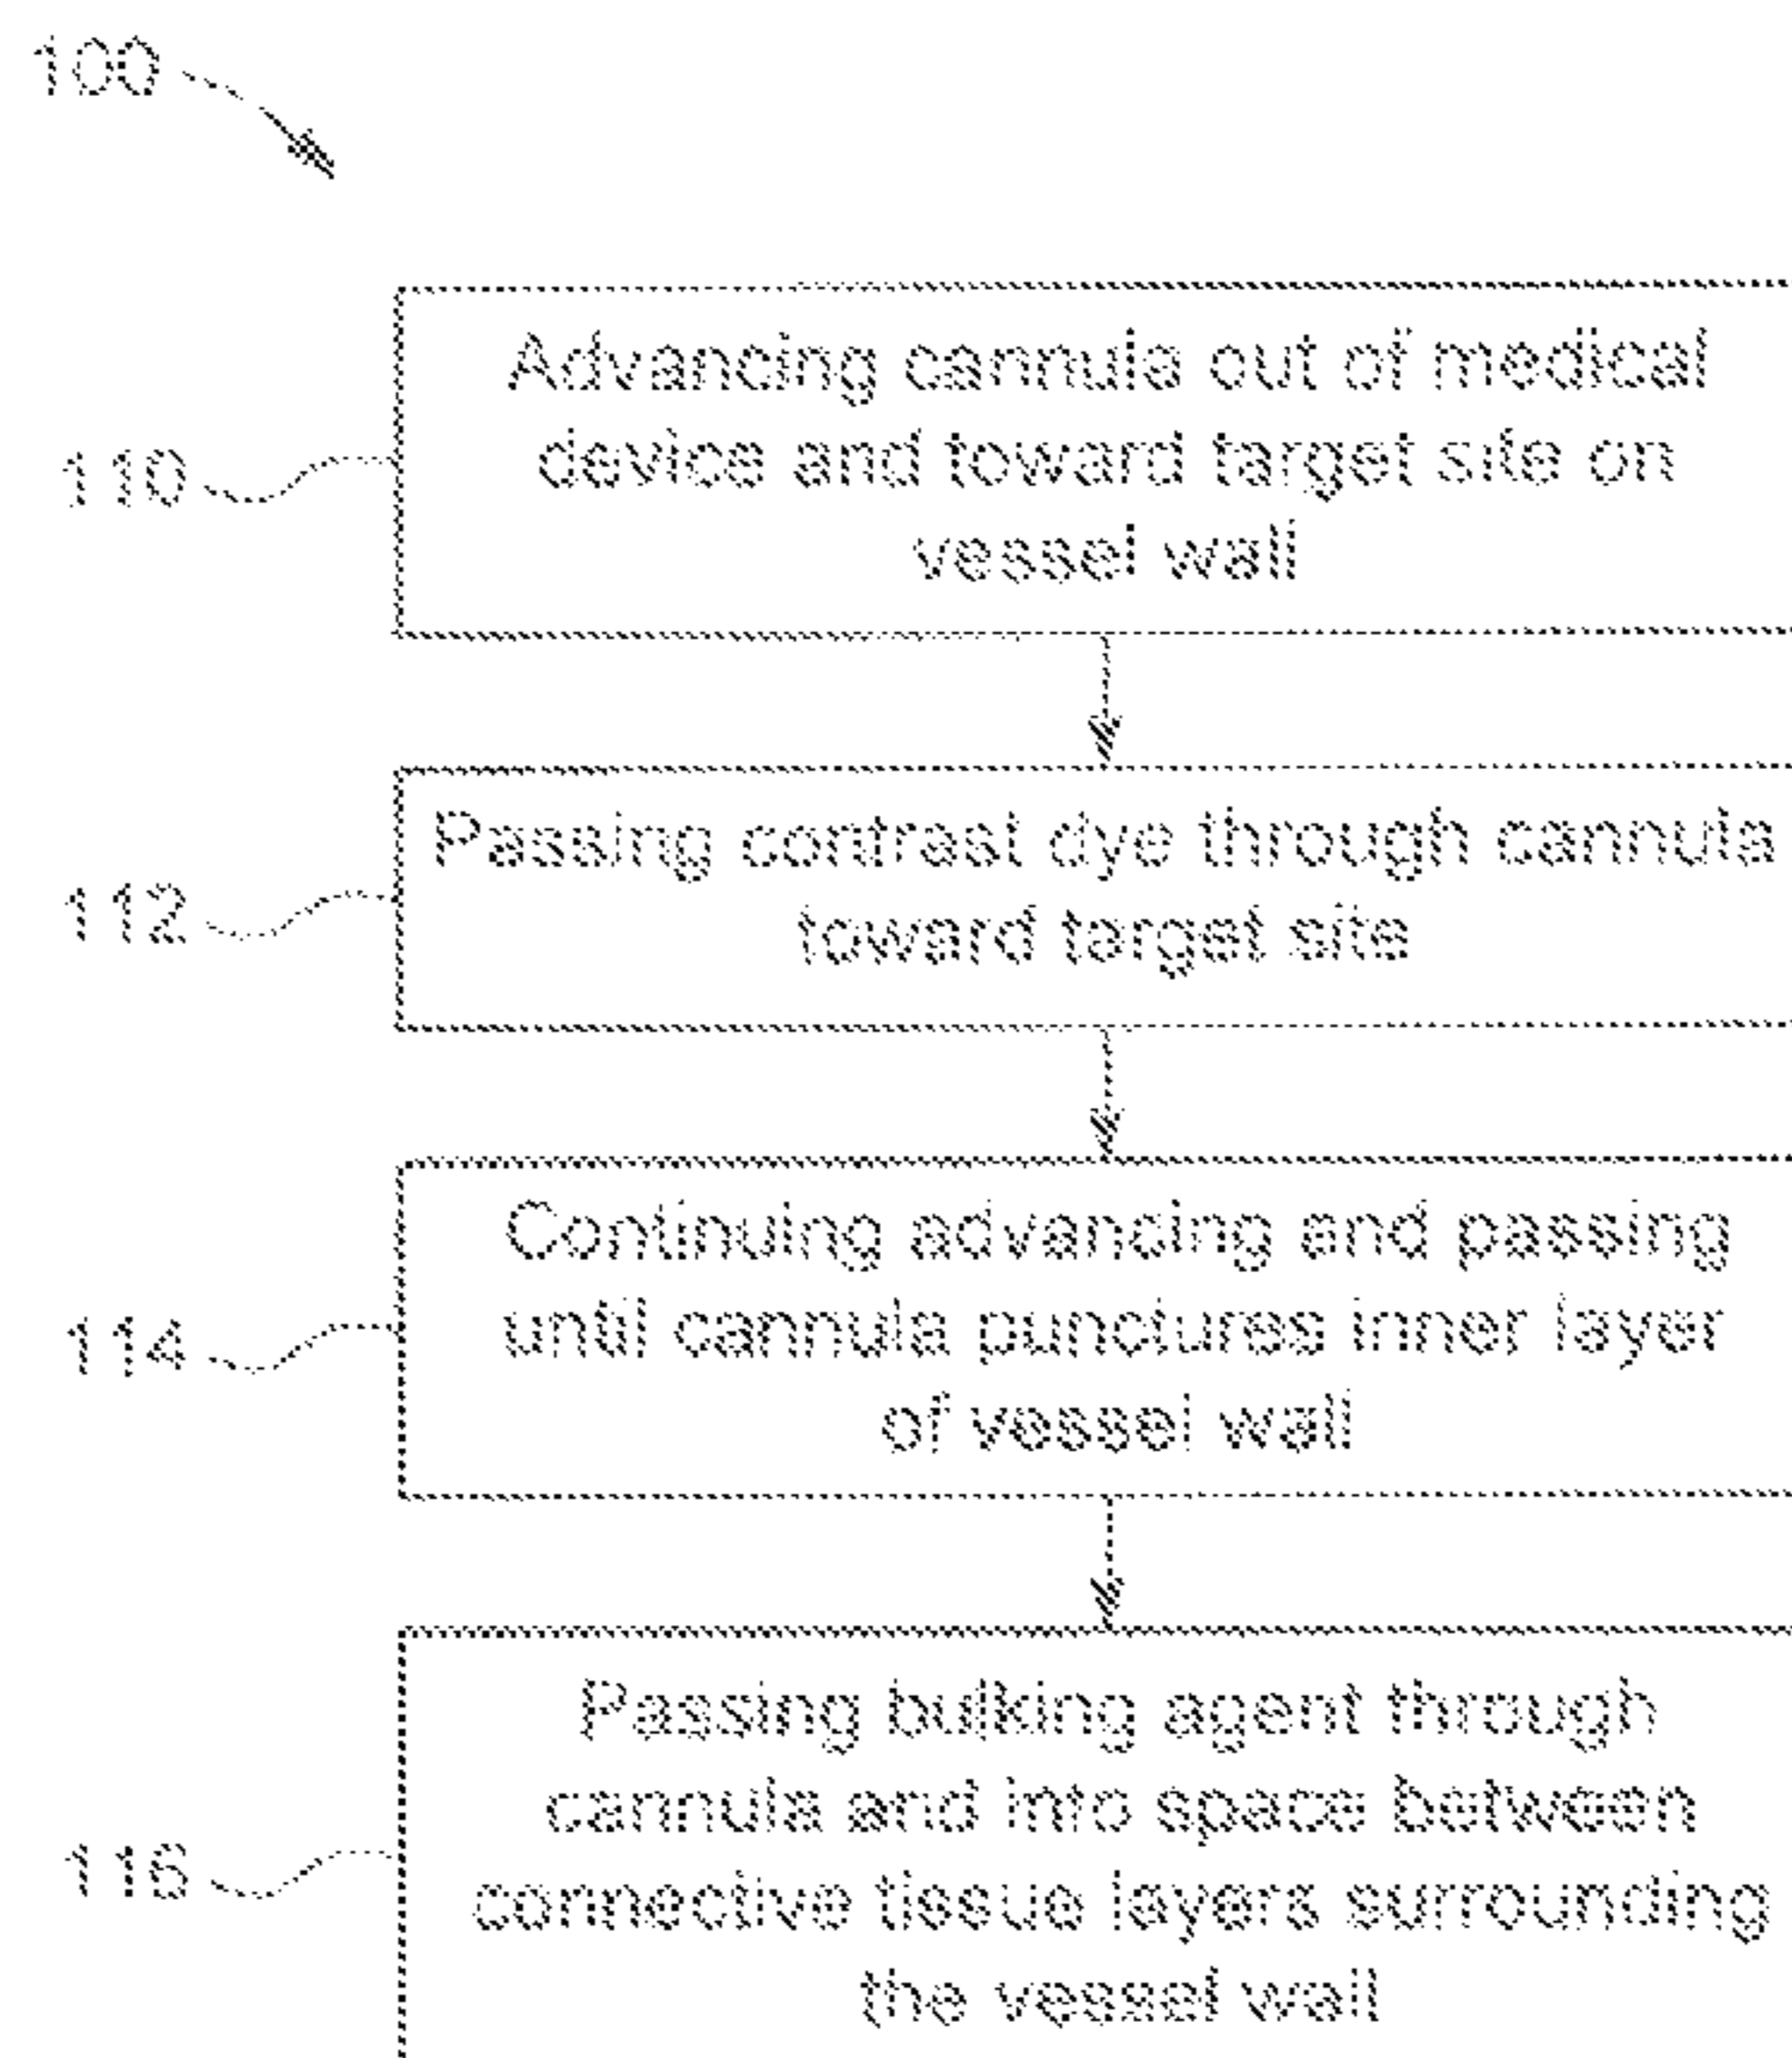 100
110
Advancing cannula out of medical
device and toward target site on
vessel wall
112
Passing contrast dye through cannula
toward target site
114
Continuing advancing and passing
until cannula punctures inner layer
of vessel wall
116
Passing bulking agent through
cannula and into space between
connective tissue layers surrounding
the vessel wall